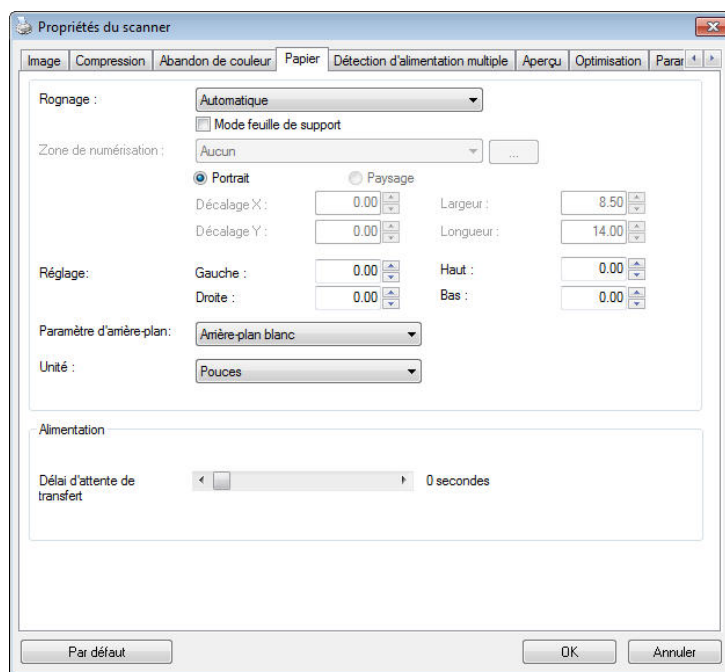 Propriétés du scanner
Image Compression Abandon de couleur Papier Détection d'alimentation multiple Aperçu Optimisation Parar
Rognage : Automatique
Mode feuille de support
Zone de numérisation : Aucun ...
Portrait Paysage
Décalage X : 0.00 Largeur : 8.50
Décalage Y : 0.00 Longueur : 14.00
Réglage: Gauche : 0.00 Haut : 0.00
Droite : 0.00 Bas : 0.00
Paramètre d'arrière-plan: Arrière-plan blanc
Unité : Pouces
Alimentation
Délai d'attente de 0 secondes
transfert
Par défaut OK Annuler